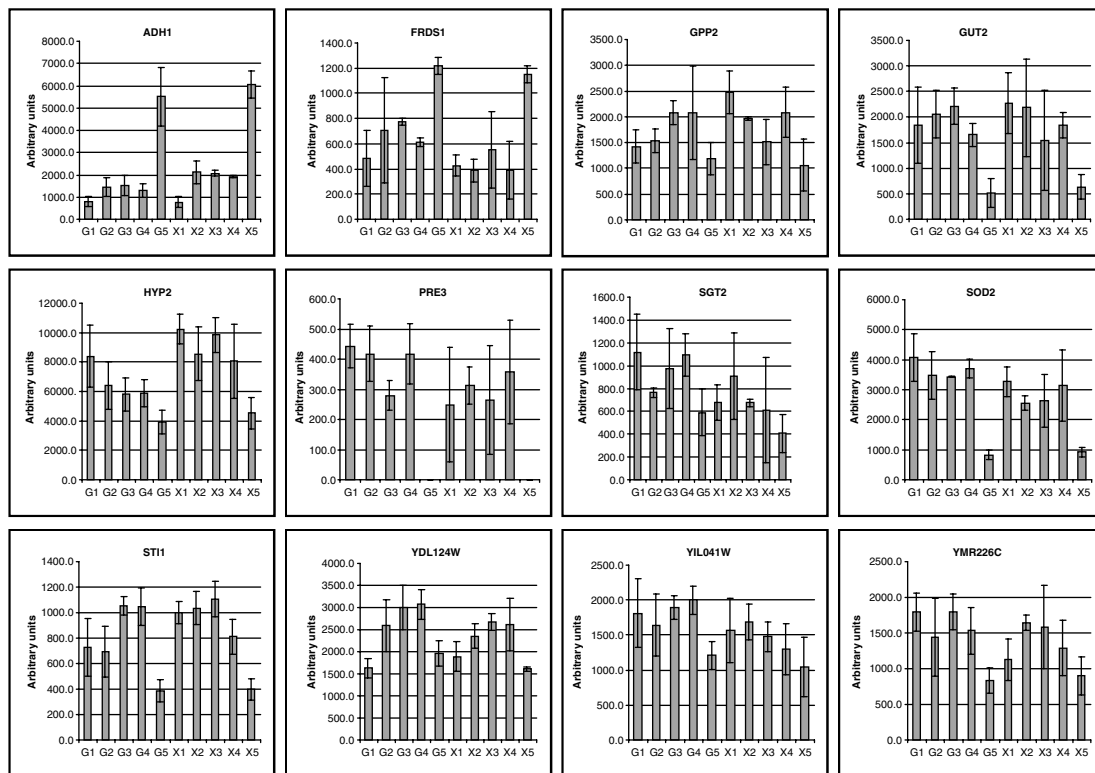 ADH1
8000.0
7000.0
6000.0
5000.0
4000.0
3000.0
2000.0
1000.0
0.0
Arbitrary units
G1 G2 G3 G4 G5 X1 X2 X3 X4 X5
FRDS1
1400.0
1200.0
1000.0
800.0
600.0
400.0
200.0
0.0
Arbitrary units
G1 G2 G3 G4 G5 X1 X2 X3 X4 X5
GPP2
3500.0
3000.0
2500.0
2000.0
1500.0
1000.0
500.0
0.0
Arbitrary units
G1 G2 G3 G4 G5 X1 X2 X3 X4 X5
GUT2
3500.0
3000.0
2500.0
2000.0
1500.0
1000.0
500.0
0.0
Arbitrary units
G1 G2 G3 G4 G5 X1 X2 X3 X4 X5
HYP2
12000.0
10000.0
8000.0
6000.0
4000.0
2000.0
0.0
Arbitrary units
G1 G2 G3 G4 G5 X1 X2 X3 X4 X5
PRE3
600.0
500.0
400.0
300.0
200.0
100.0
0.0
Arbitrary units
G1 G2 G3 G4 G5 X1 X2 X3 X4 X5
SGT2
1600.0
1400.0
1200.0
1000.0
800.0
600.0
400.0
200.0
0.0
Arbitrary units
G1 G2 G3 G4 G5 X1 X2 X3 X4 X5
SOD2
6000.0
5000.0
4000.0
3000.0
2000.0
1000.0
0.0
Arbitrary units
G1 G2 G3 G4 G5 X1 X2 X3 X4 X5
STI1
1400.0
1200.0
1000.0
800.0
600.0
400.0
200.0
0.0
Arbitrary units
G1 G2 G3 G4 G5 X1 X2 X3 X4 X5
YDL124W
4000.0
3500.0
3000.0
2500.0
2000.0
1500.0
1000.0
500.0
0.0
Arbitrary units
G1 G2 G3 G4 G5 X1 X2 X3 X4 X5
YIL041W
2500.0
2000.0
1500.0
1000.0
500.0
0.0
Arbitrary units
G1 G2 G3 G4 G5 X1 X2 X3 X4 X5
YMR226C
2500.0
2000.0
1500.0
1000.0
500.0
0.0
Arbitrary units
G1 G2 G3 G4 G5 X1 X2 X3 X4 X5